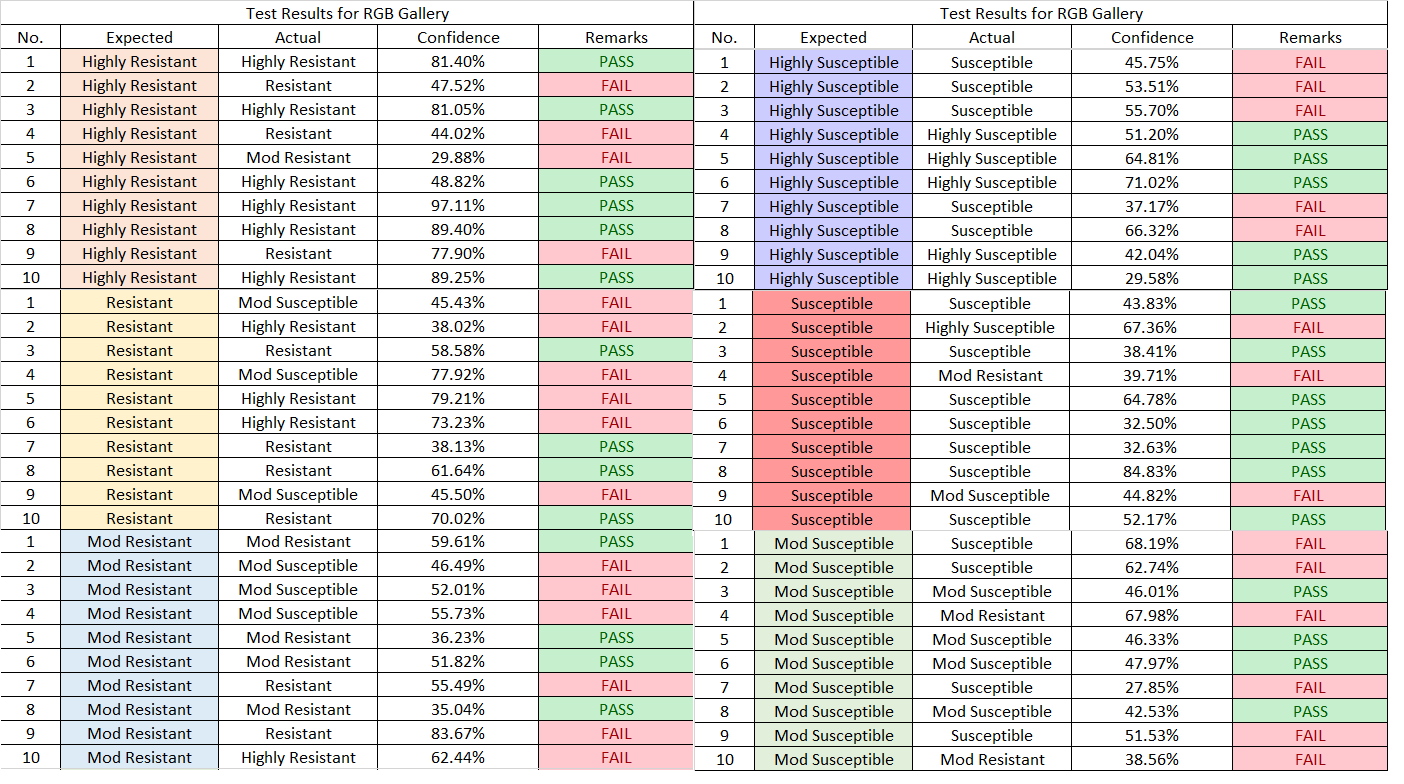 Test Results for RGB Gallery
No. Expected Actual Confidence Remarks
1 Highly Resistant Highly Resistant 81.40% PASS
2 Highly Resistant Resistant 47.52% FAIL
3 Highly Resistant Highly Resistant 81.05% PASS
4 Highly Resistant Resistant 44.02% FAIL
5 Highly Resistant Mod Resistant 29.88% FAIL
6 Highly Resistant Highly Resistant 48.82% PASS
7 Highly Resistant Highly Resistant 97.11% PASS
8 Highly Resistant Highly Resistant 89.40% PASS
9 Highly Resistant Resistant 77.90% FAIL
10 Highly Resistant Highly Resistant 89.25% PASS
1 Resistant Mod Susceptible 45.43% FAIL
2 Resistant Highly Resistant 38.02% FAIL
3 Resistant Resistant 58.58% PASS
4 Resistant Mod Susceptible 77.92% FAIL
5 Resistant Highly Resistant 79.21% FAIL
6 Resistant Highly Resistant 73.23% FAIL
7 Resistant Resistant 38.13% PASS
8 Resistant Resistant 61.64% PASS
9 Resistant Mod Susceptible 45.50% FAIL
10 Resistant Resistant 70.02% PASS
1 Mod Resistant Mod Resistant 59.61% PASS
2 Mod Resistant Mod Susceptible 46.49% FAIL
3 Mod Resistant Mod Susceptible 52.01% FAIL
4 Mod Resistant Mod Susceptible 55.73% FAIL
5 Mod Resistant Mod Resistant 36.23% PASS
6 Mod Resistant Mod Resistant 51.82% PASS
7 Mod Resistant Resistant 55.49% FAIL
8 Mod Resistant Mod Resistant 35.04% PASS
9 Mod Resistant Resistant 83.67% FAIL
10 Mod Resistant Highly Resistant 62.44% FAIL
Test Results for RGB Gallery
No. Expected Actual Confidence Remarks
1 Highly Susceptible Susceptible 45.75% FAIL
2 Highly Susceptible Susceptible 53.51% FAIL
3 Highly Susceptible Susceptible 55.70% FAIL
4 Highly Susceptible Highly Susceptible 51.20% PASS
5 Highly Susceptible Highly Susceptible 64.81% PASS
6 Highly Susceptible Highly Susceptible 71.02% PASS
7 Highly Susceptible Susceptible 37.17% FAIL
8 Highly Susceptible Susceptible 66.32% FAIL
9 Highly Susceptible Highly Susceptible 42.04% PASS
10 Highly Susceptible Highly Susceptible 29.58% PASS
1 Susceptible Susceptible 43.83% PASS
2 Susceptible Highly Susceptible 67.36% FAIL
3 Susceptible Susceptible 38.41% PASS
4 Susceptible Mod Resistant 39.71% FAIL
5 Susceptible Susceptible 64.78% PASS
6 Susceptible Susceptible 32.50% PASS
7 Susceptible Susceptible 32.63% PASS
8 Susceptible Susceptible 84.83% PASS
9 Susceptible Mod Susceptible 44.82% FAIL
10 Susceptible Susceptible 52.17% PASS
1 Mod Susceptible Susceptible 68.19% FAIL
2 Mod Susceptible Susceptible 62.74% FAIL
3 Mod Susceptible Mod Susceptible 46.01% PASS
4 Mod Susceptible Mod Resistant 67.98% FAIL
5 Mod Susceptible Mod Susceptible 46.33% PASS
6 Mod Susceptible Mod Susceptible 47.97% PASS
7 Mod Susceptible Susceptible 27.85% FAIL
8 Mod Susceptible Mod Susceptible 42.53% PASS
9 Mod Susceptible Susceptible 51.53% FAIL
10 Mod Susceptible Mod Resistant 38.56% FAIL